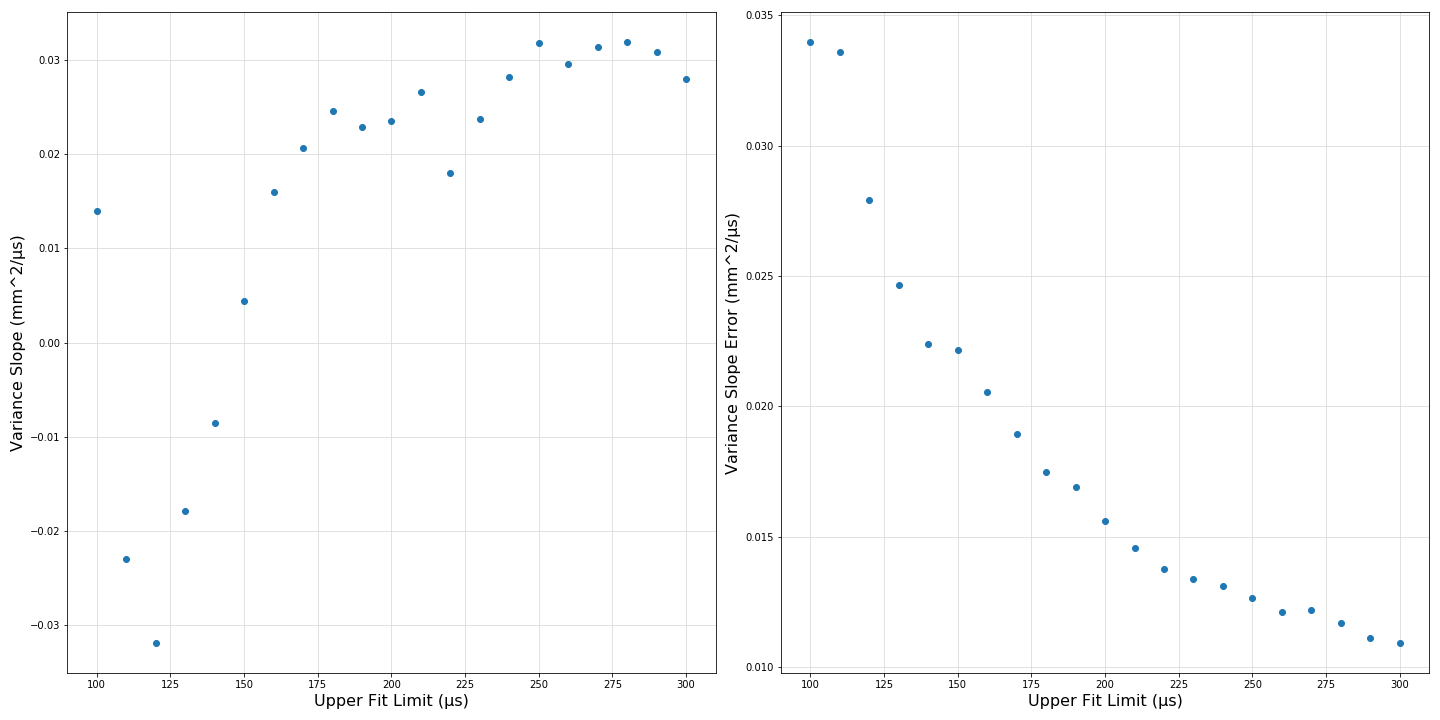 0.03
0.02
0.01
0.00
−0.01
−0.02
−0.03
Variance Slope (mm^2/μs)
100 125 150 175 200 225 250 275 300
Upper Fit Limit (μs)
0.035
0.030
0.025
0.020
0.015
0.010
Variance Slope Error (mm^2/μs)
100 125 150 175 200 225 250 275 300
Upper Fit Limit (μs)